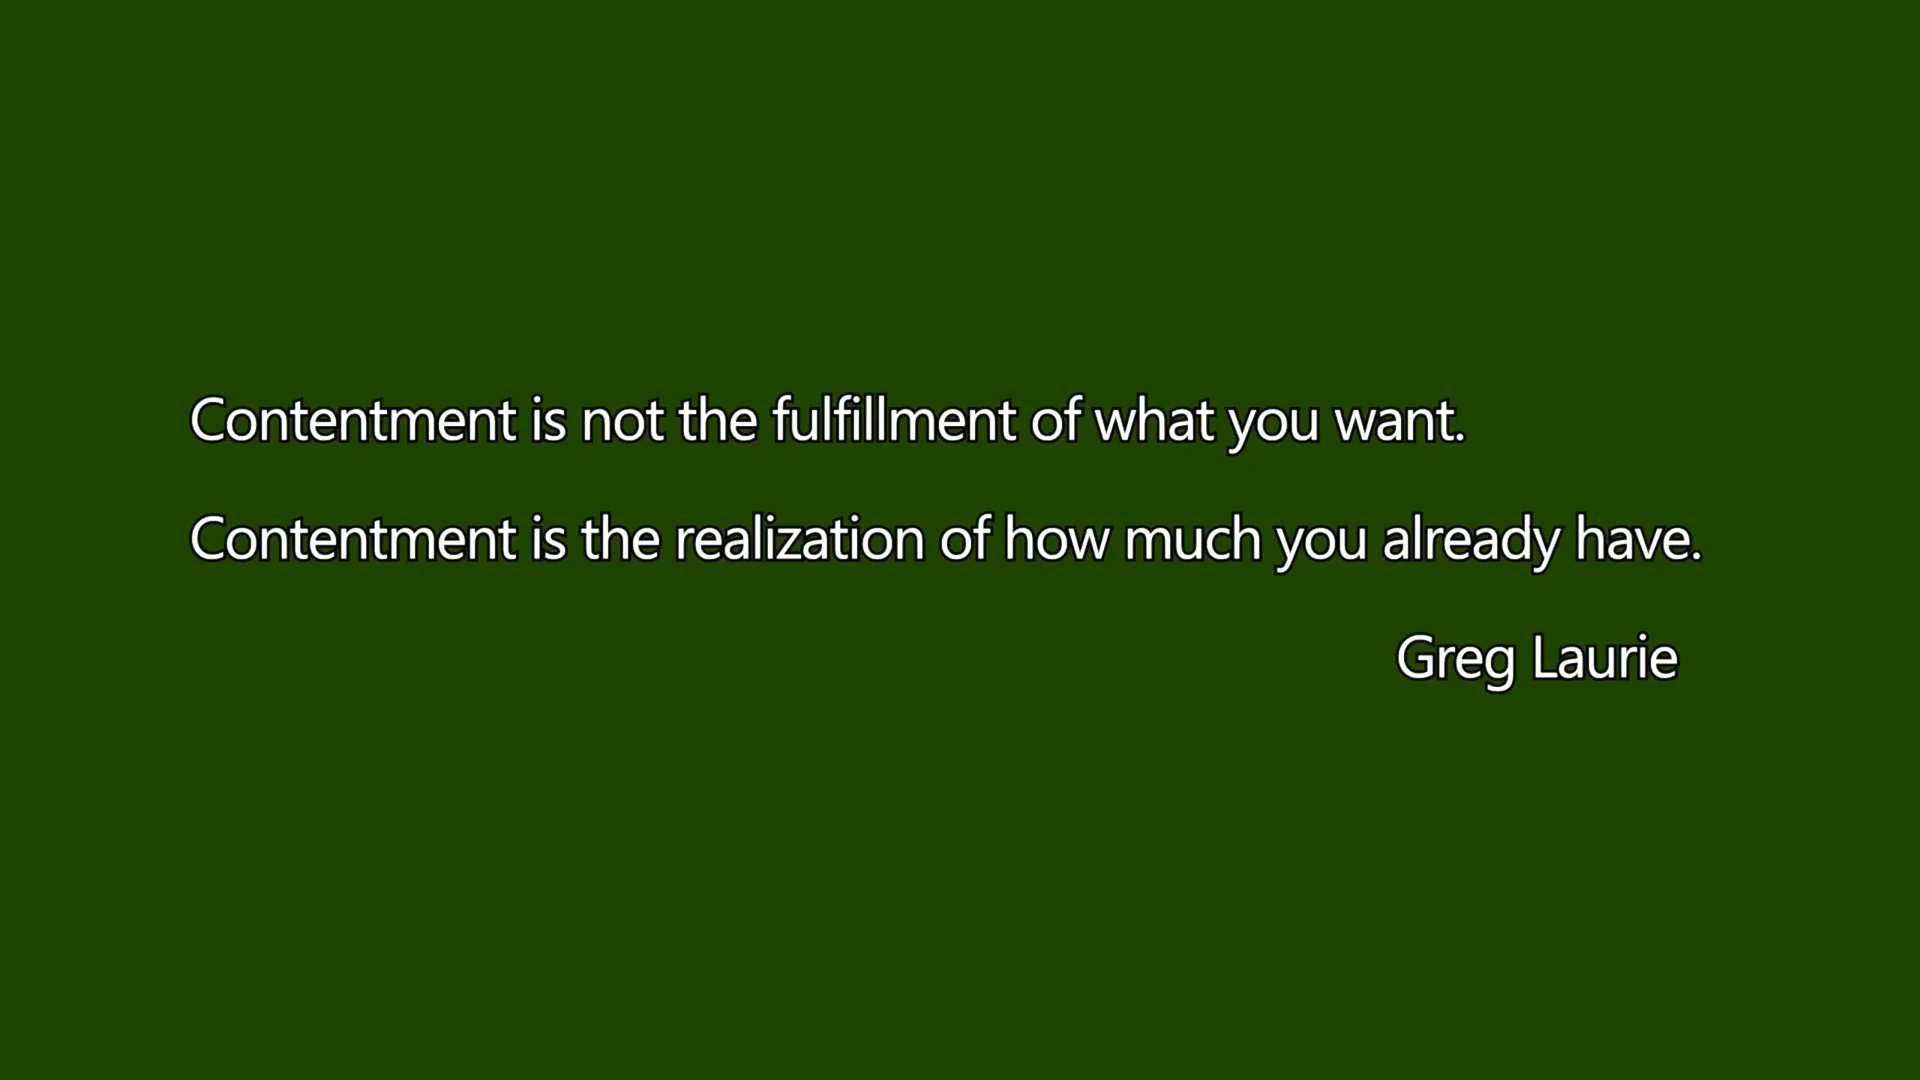 Contentment is not the fulfillment of what you want.
Contentment is the realization of how much you already have.
Greg Laurie